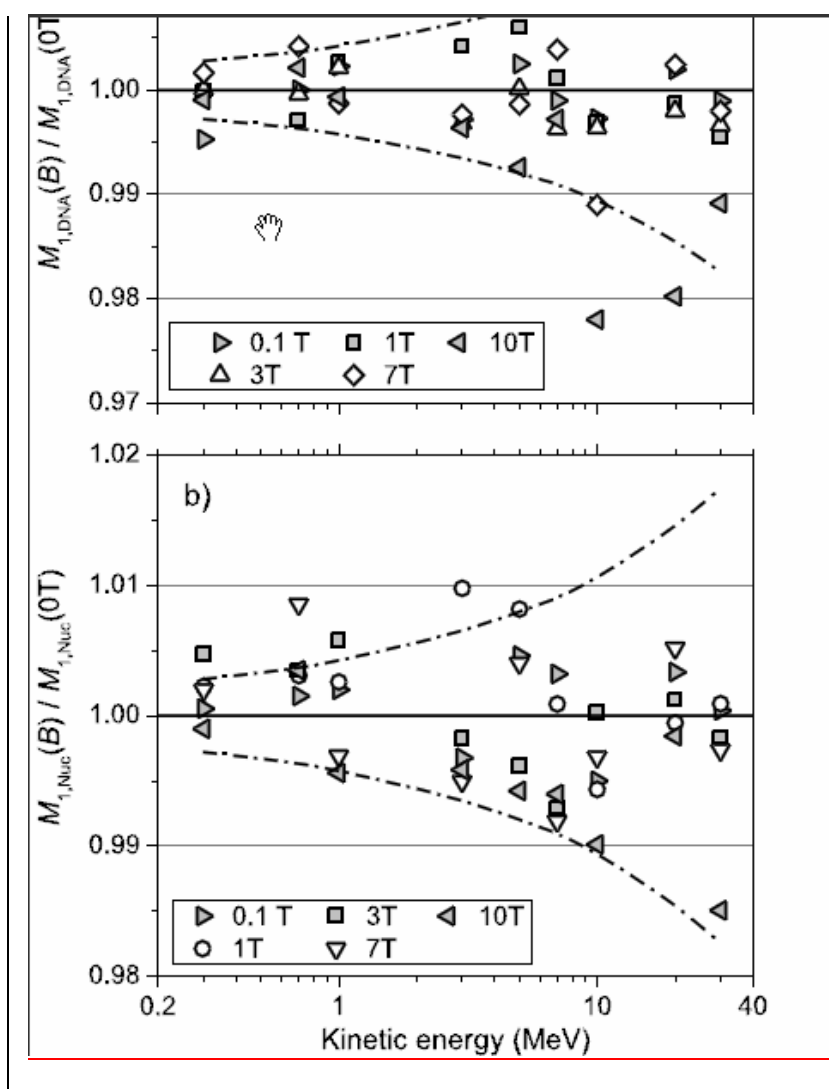 M1,DNA(B) / M1,DNA(0T
1.00
0.99
0.98
0.97
0.1 T 1T 10T
3T 7T
M1,Nuc(B) / M1,Nuc(0T)
1.02
b)
1.01
1.00
0.99
0.98
0.1 T 3T 10T
1T 7T
0.2 1 10 40
Kinetic energy (MeV)